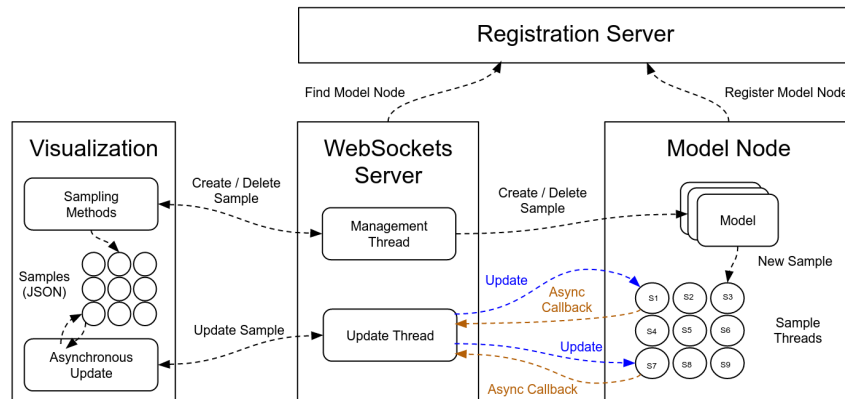 Registration Server
Find Model Node
Register Model Node
Visualization
WebSockets
Server
Model Node
Sampling
Methods
Create / Delete
Sample
Management
Thread
Create / Delete
Sample
Model
Samples
(JSON)
New Sample
Update
Async
Callback
S1
S2
S3
S4
S5
S6
S7
S8
S9
Sample
Threads
Asynchronous
Update
Update Sample
Update Thread
Update
Async Callback